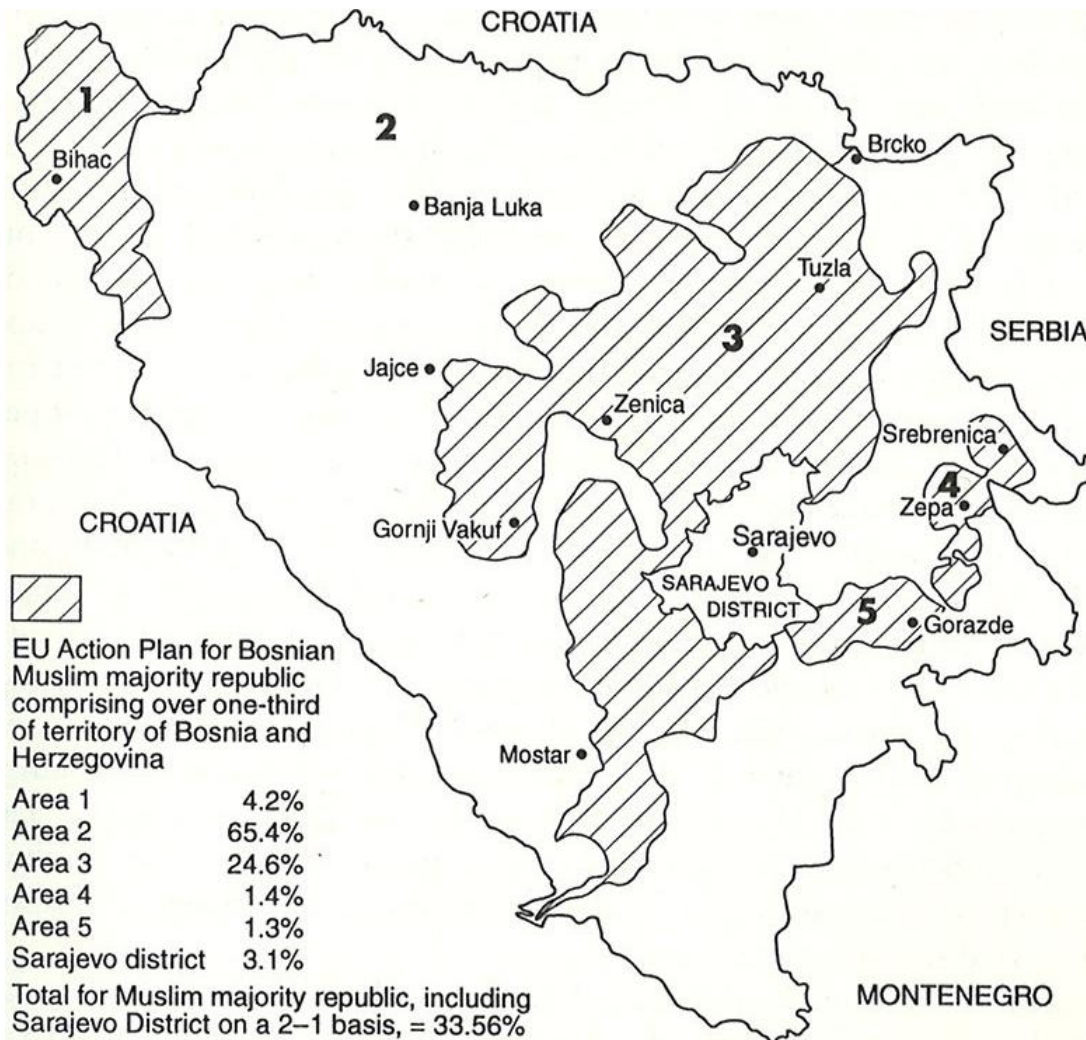 CROATIA
1
2
Brcko
Bihac
Banja Luka
Tuzla
SERBIA
3
Jajce
Zenica
Srebrenica
4
Zepa
CROATIA
Gornji Vakuf
Sarajevo
SARAJEVO
DISTRICT
5
Gorazde
EU Action Plan for Bosnian
Muslim majority republic
comprising over one-third
of territory of Bosnia and
Herzegovina
Mostar
Area 1 4.2%
Area 2 65.4%
Area 3 24.6%
Area 4 1.4%
Area 5 1.3%
Sarajevo district 3.1%
Total for Muslim majority republic, including
Sarajevo District on a 2–1 basis, = 33.56%
MONTENEGRO